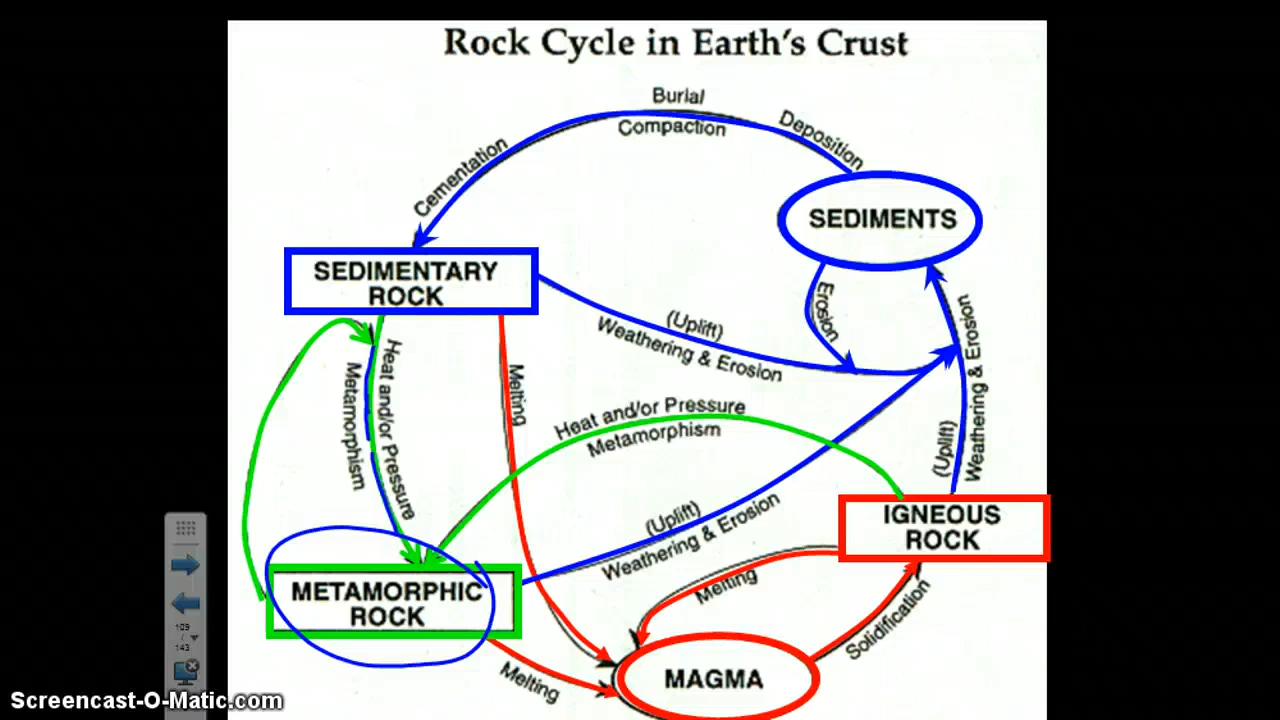 Rock Cycle in Earth's Crust
Burial
Compaction
Deposition
Cementation
SEDIMENTS
SEDIMENTARY
ROCK
Erosion
(Uplift)
Weathering & Erosion
(Uplift)
Weathering & Erosion
Heat and/or Pressure
Metamorphism
Melting
Heat and/or Pressure
Metamorphism
(Uplift)
Weathering & Erosion
IGNEOUS
ROCK
METAMORPHIC
ROCK
Melting
Solidification
Melting
MAGMA
109
/
143
Screencast-O-Matic.com